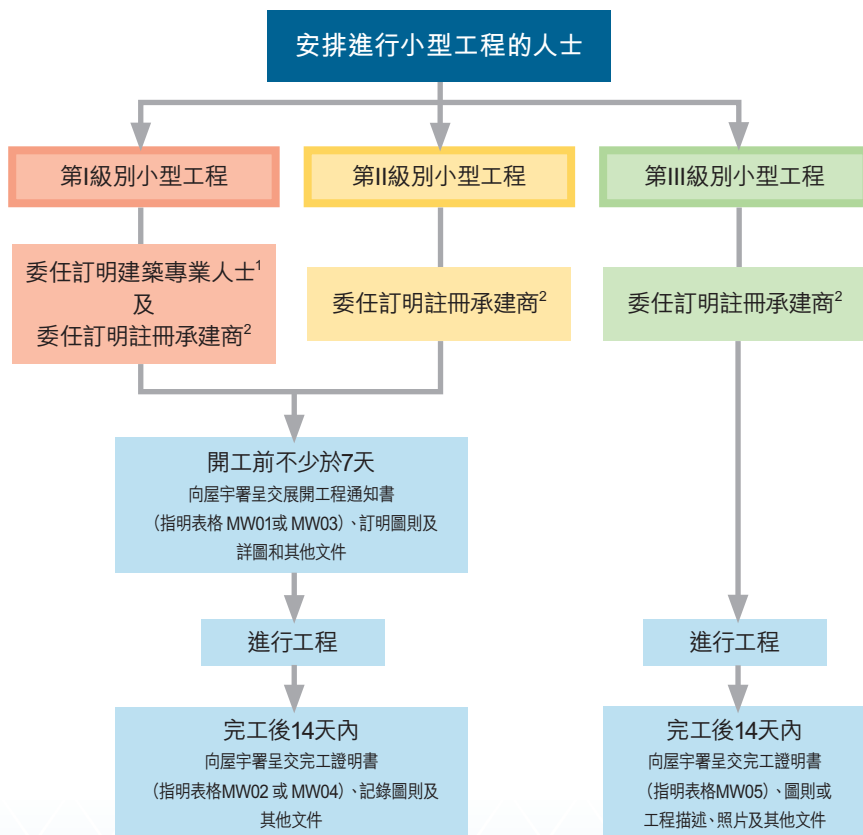 安排進行小型工程的人士
第I級別小型工程
第II級別小型工程
第III級別小型工程
委任訂明建築專業人士1
及
委任訂明註冊承建商2
委任訂明註冊承建商2
委任訂明註冊承建商2
開工前不少於7天
向屋宇署呈交展開工程通知書
（指明表格 MW01或 MW03）、訂明圖則及
詳圖和其他文件
進行工程
完工後14天內
向屋宇署呈交完工證明書
（指明表格MW02 或 MW04）、記錄圖則及
其他文件
進行工程
完工後14天內
向屋宇署呈交完工證明書
（指明表格MW05）、圖則或
工程描述、照片及其他文件